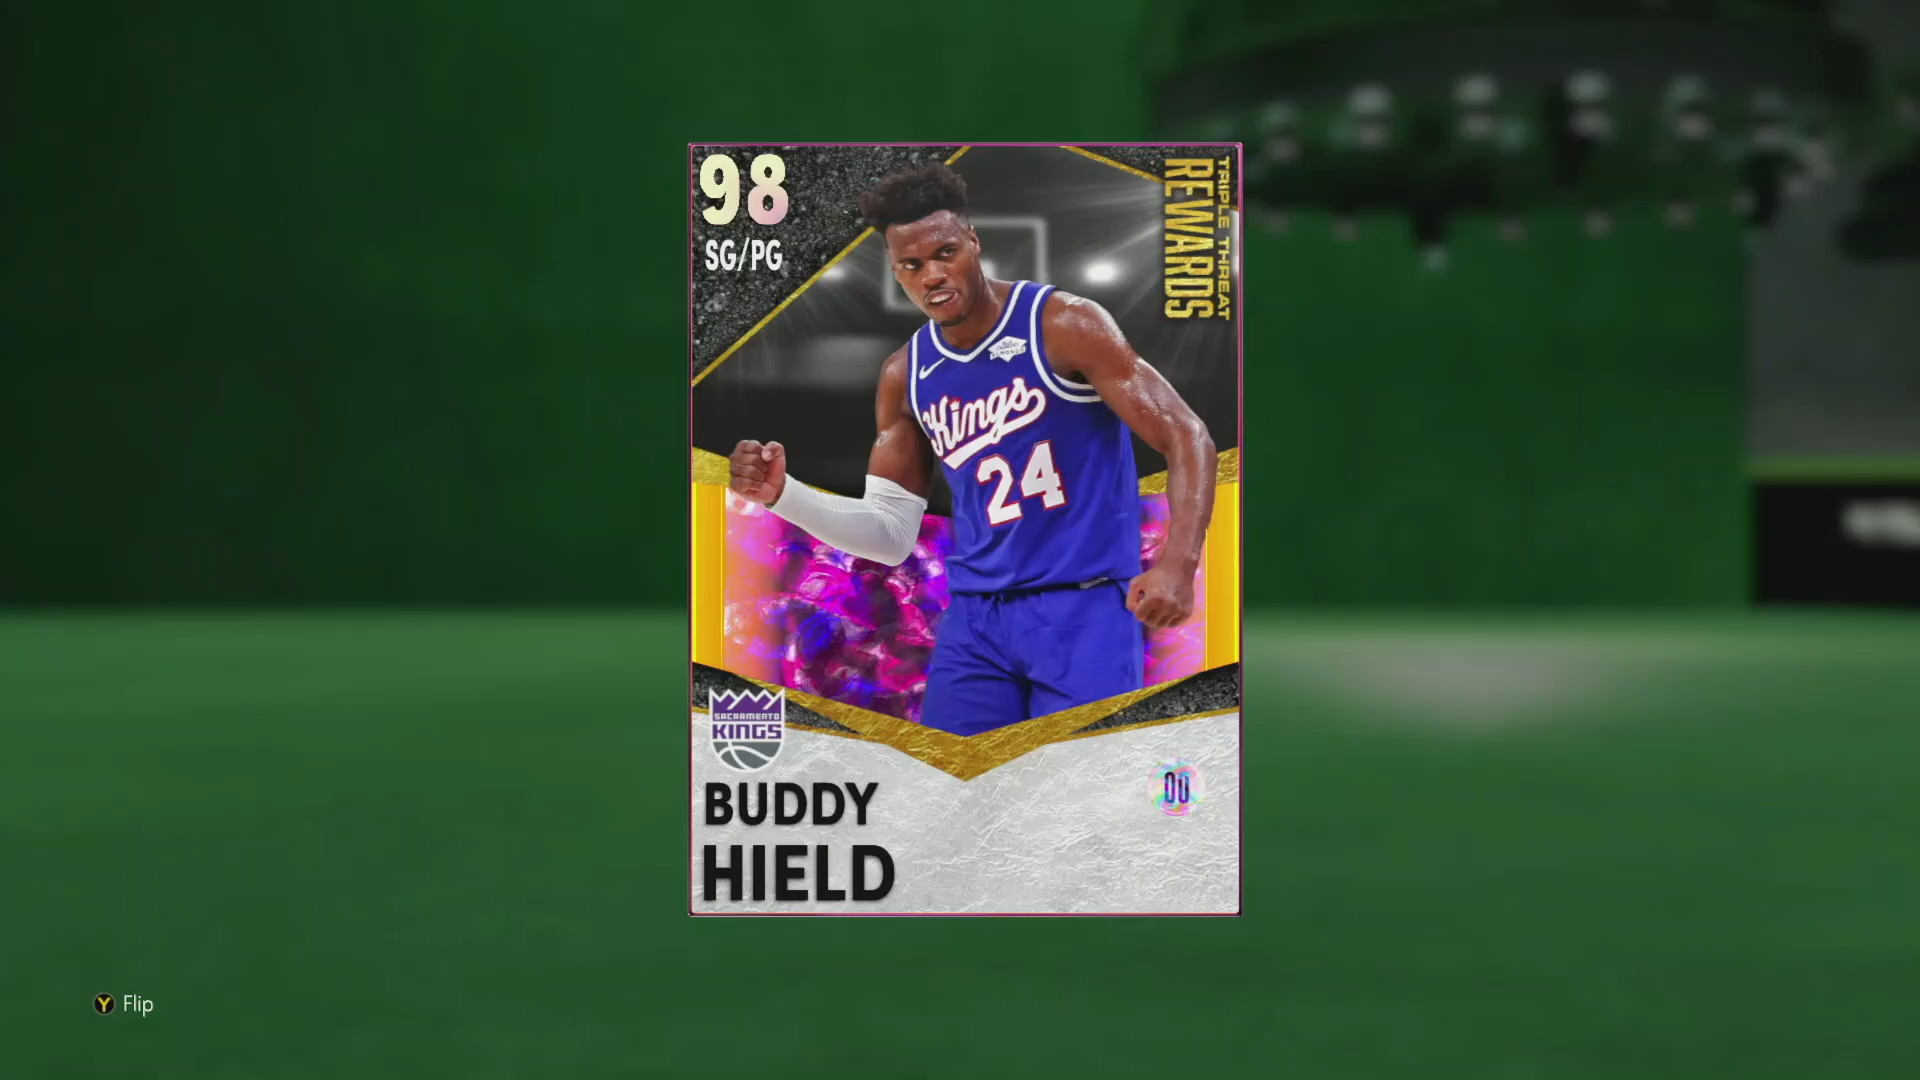 98
SG/PG
TRIPLE THREAT
REWARDS
Kings
24
SACRAMENTO
KINGS
BUDDY
HIELD
00
Y Flip